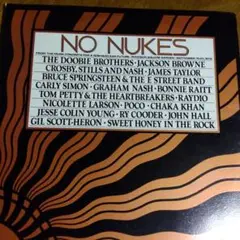 NO NUKES
THE DOOBIE BROTHERS · JACKSON BROWNE
CROSBY, STILLS AND NASH · JAMES TAYLOR
BRUCE SPRINGSTEEN & THE E STREET BAND
CARLY SIMON · GRAHAM NASH · BONNIE RAITT
TOM PETTY & THE HEARTBREAKERS · RAYDIO
NICOLETTE LARSON · POCO · CHAKA KHAN
JESSE COLIN YOUNG · RY COODER · JOHN HALL
GIL SCOTT-HERON · SWEET HONEY IN THE ROCK